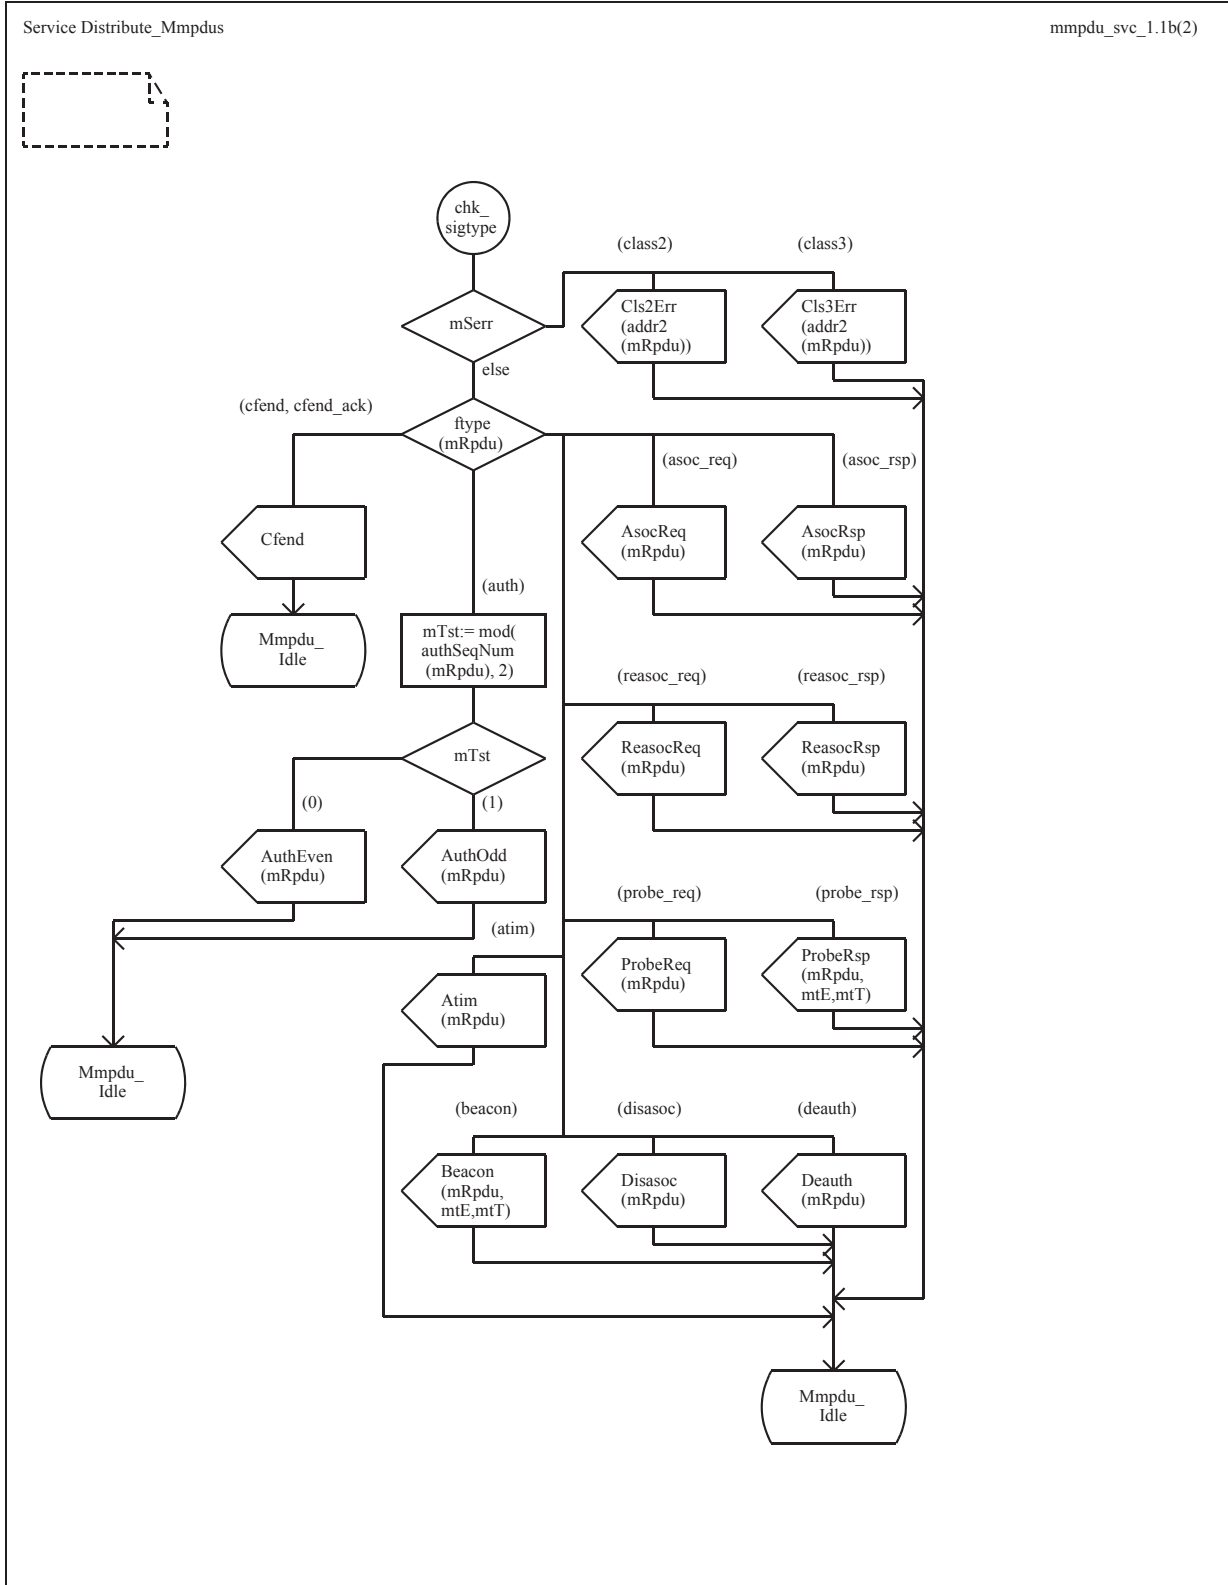 Service Distribute_Mmpdus
mmpdu_svc_1.1b(2)
chk_
sigtype
(class2)
(class3)
mSerr
Cls2Err
(addr2
(mRpdu))
Cls3Err
(addr2
(mRpdu))
else
(cfend, cfend_ack)
ftype
(mRpdu)
(asoc_req)
(asoc_rsp)
Cfend
AsocReq
(mRpdu)
AsocRsp
(mRpdu)
(auth)
Mmpdu_
Idle
mTst:= mod(
authSeqNum
(mRpdu), 2)
(reasoc_req)
(reasoc_rsp)
mTst
ReasocReq
(mRpdu)
ReasocRsp
(mRpdu)
(0)
(1)
AuthEven
(mRpdu)
AuthOdd
(mRpdu)
(probe_req)
(probe_rsp)
(atim)
Atim
(mRpdu)
ProbeReq
(mRpdu)
ProbeRsp
(mRpdu,
mtE,mtT)
Mmpdu_
Idle
(beacon)
(disasoc)
(deauth)
Beacon
(mRpdu,
mtE,mtT)
Disasoc
(mRpdu)
Deauth
(mRpdu)
Mmpdu_
Idle